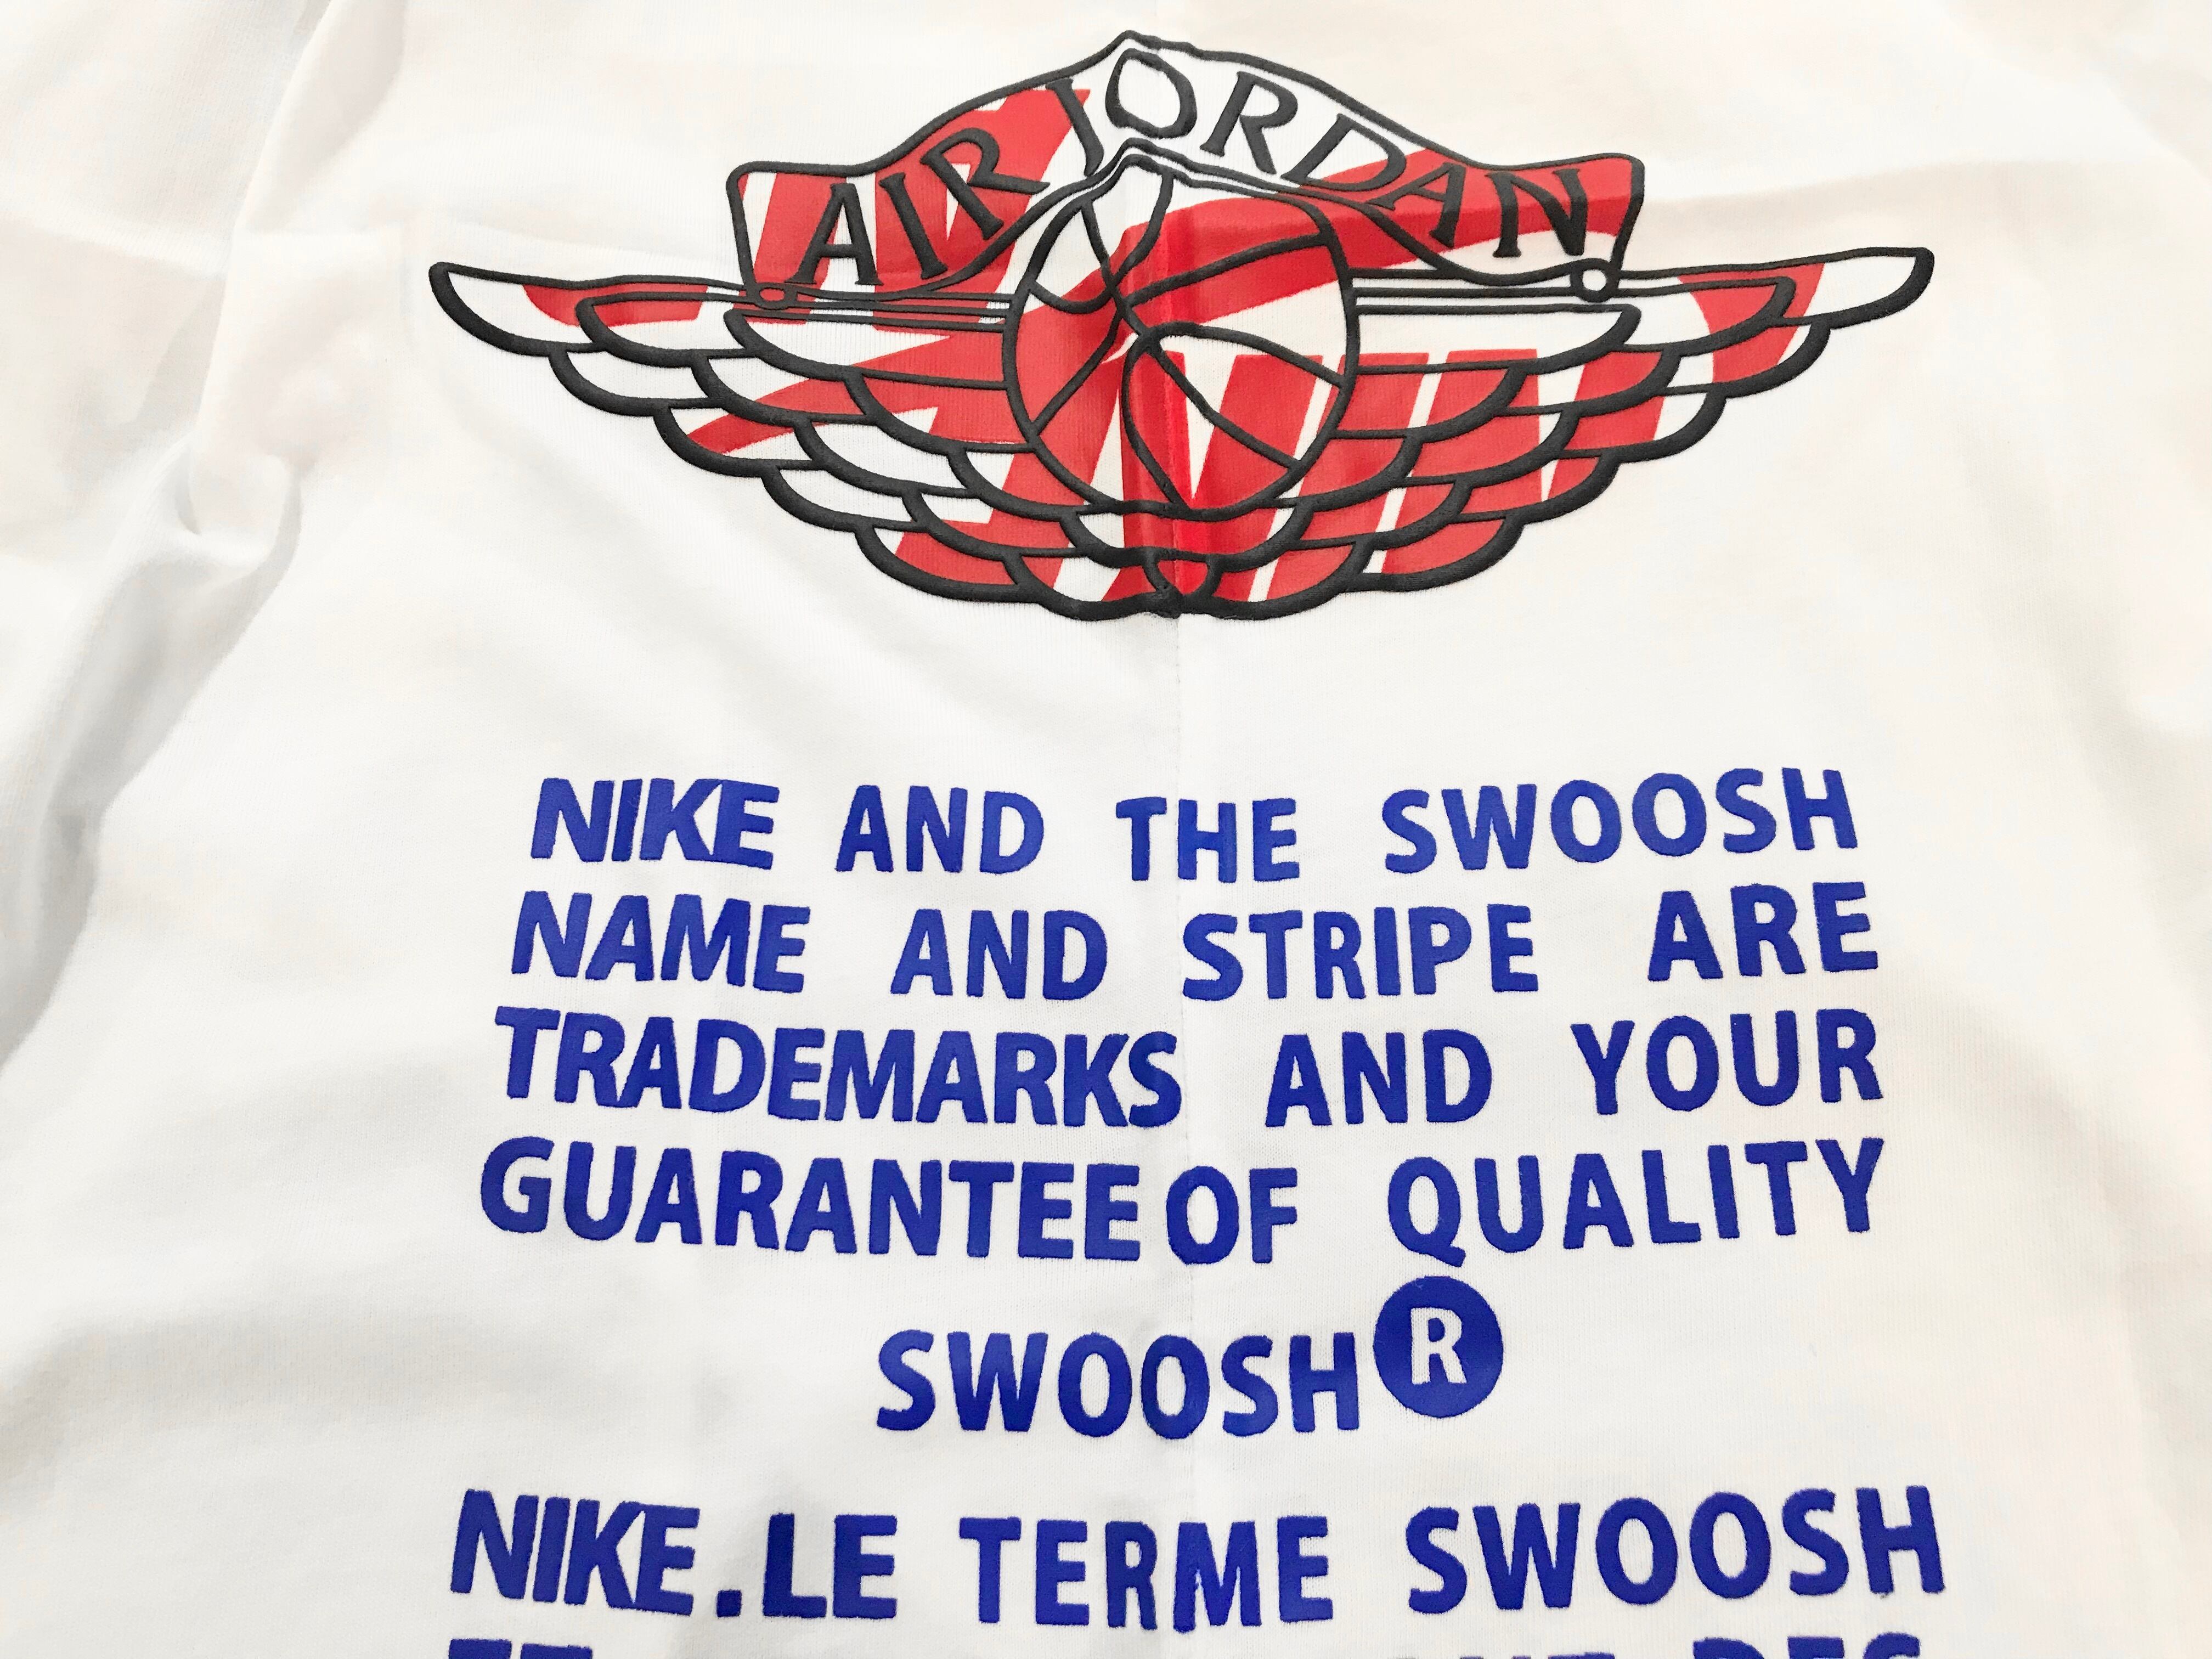 AIR JORDAN
NIKE AND THE SWOOSH
NAME AND STRIPE ARE
TRADEMARKS AND YOUR
GUARANTEE OF QUALITY
SWOOSH®
NIKE.LE TERME SWOOSH